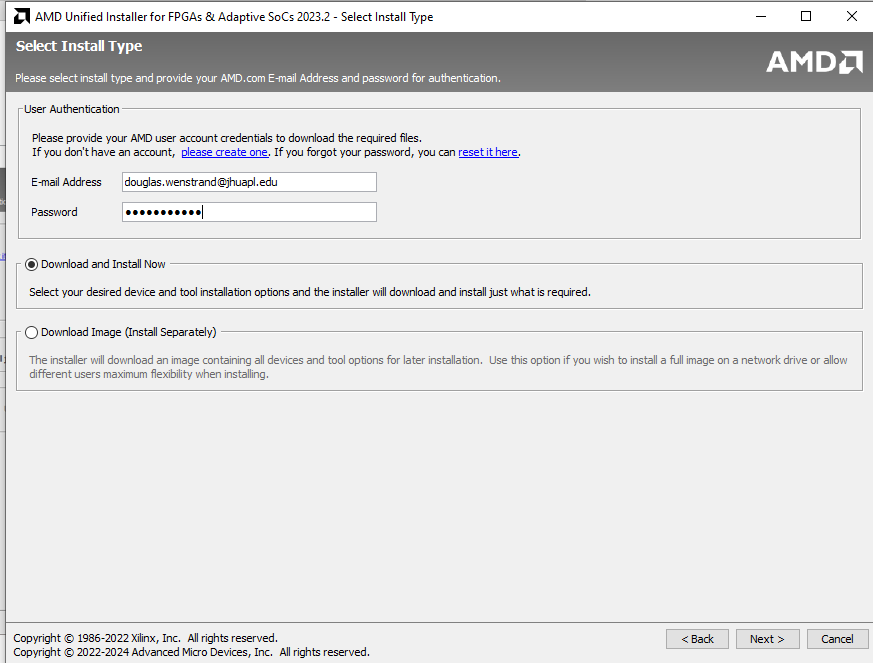 AMD Unified Installer for FPGAs & Adaptive SoCs 2023.2 - Select Install Type
Select Install Type
Please select install type and provide your AMD.com E-mail Address and password for authentication.
AMD
User Authentication
Please provide your AMD user account credentials to download the required files.
If you don't have an account, please create one. If you forgot your password, you can reset it here.
E-mail Address douglas.wenstrand@jhuapl.edu
Password ●●●●●●●●●●●
Download and Install Now
Select your desired device and tool installation options and the installer will download and install just what is required.
Download Image (Install Separately)
The installer will download an image containing all devices and tool options for later installation. Use this option if you wish to install a full image on a network drive or allow
different users maximum flexibility when installing.
Copyright © 1986-2022 Xilinx, Inc. All rights reserved.
Copyright © 2022-2024 Advanced Micro Devices, Inc. All rights reserved.
< Back Next > Cancel